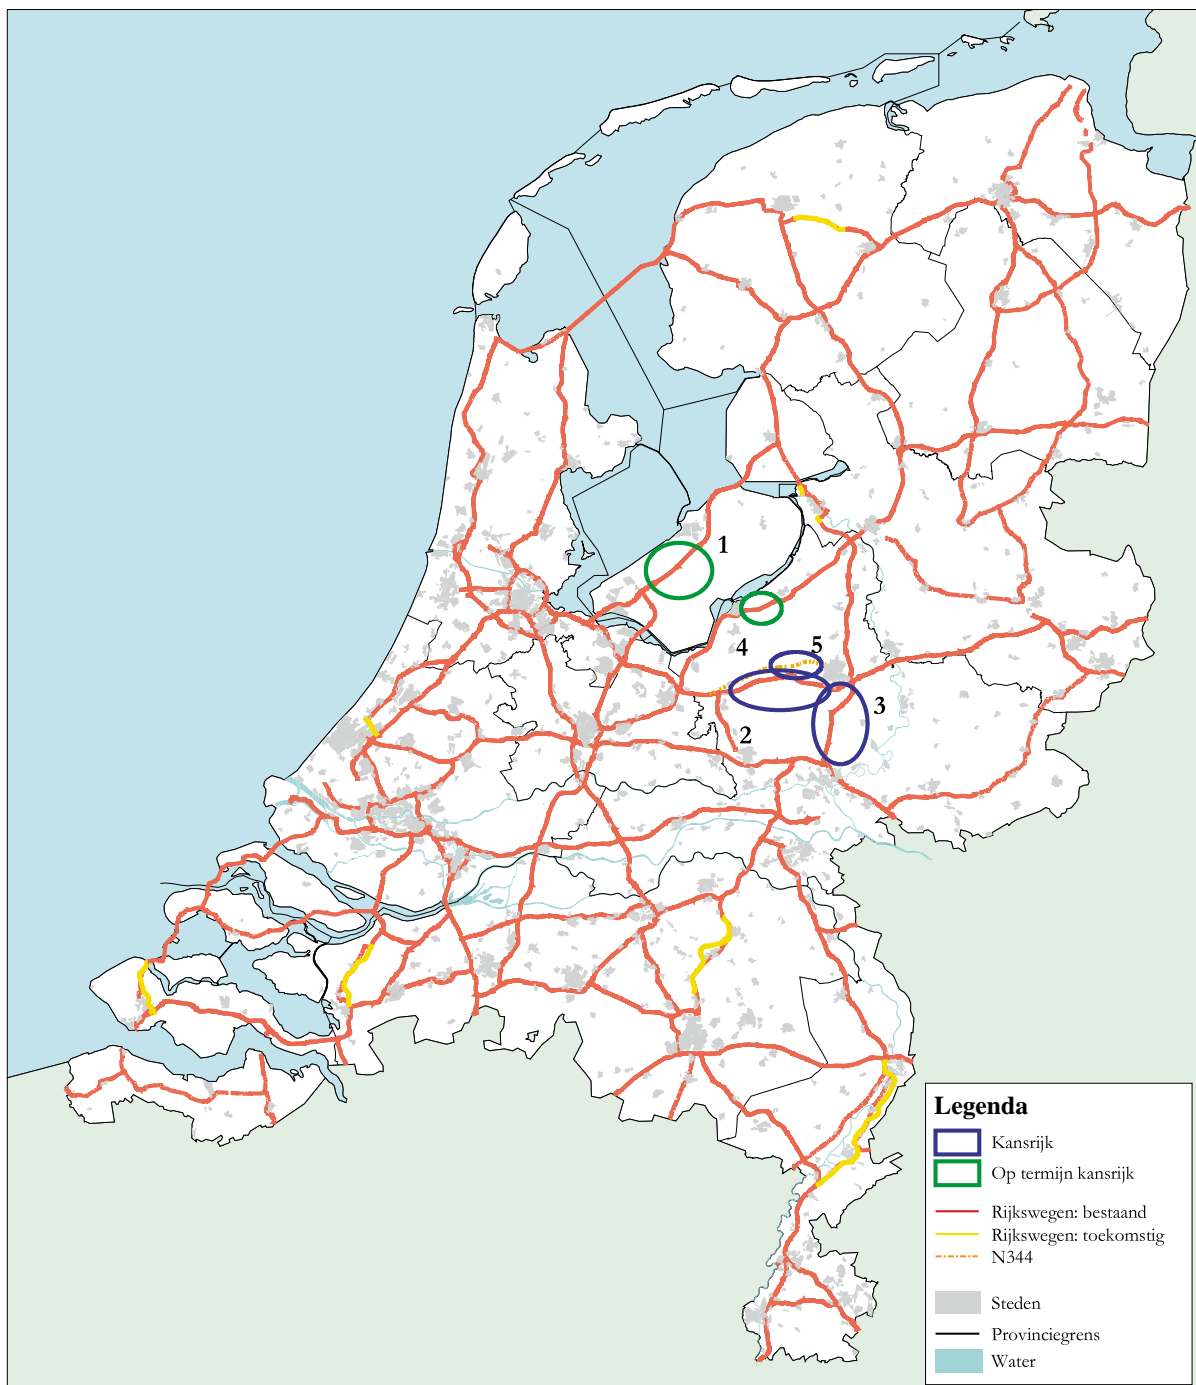 1
4
5
3
2
Legenda
Kansrijk
Op termijn kansrijk
Rijkswegen: bestaand
Rijkswegen: toekomstig
N344
Steden
Provinciegrens
Water